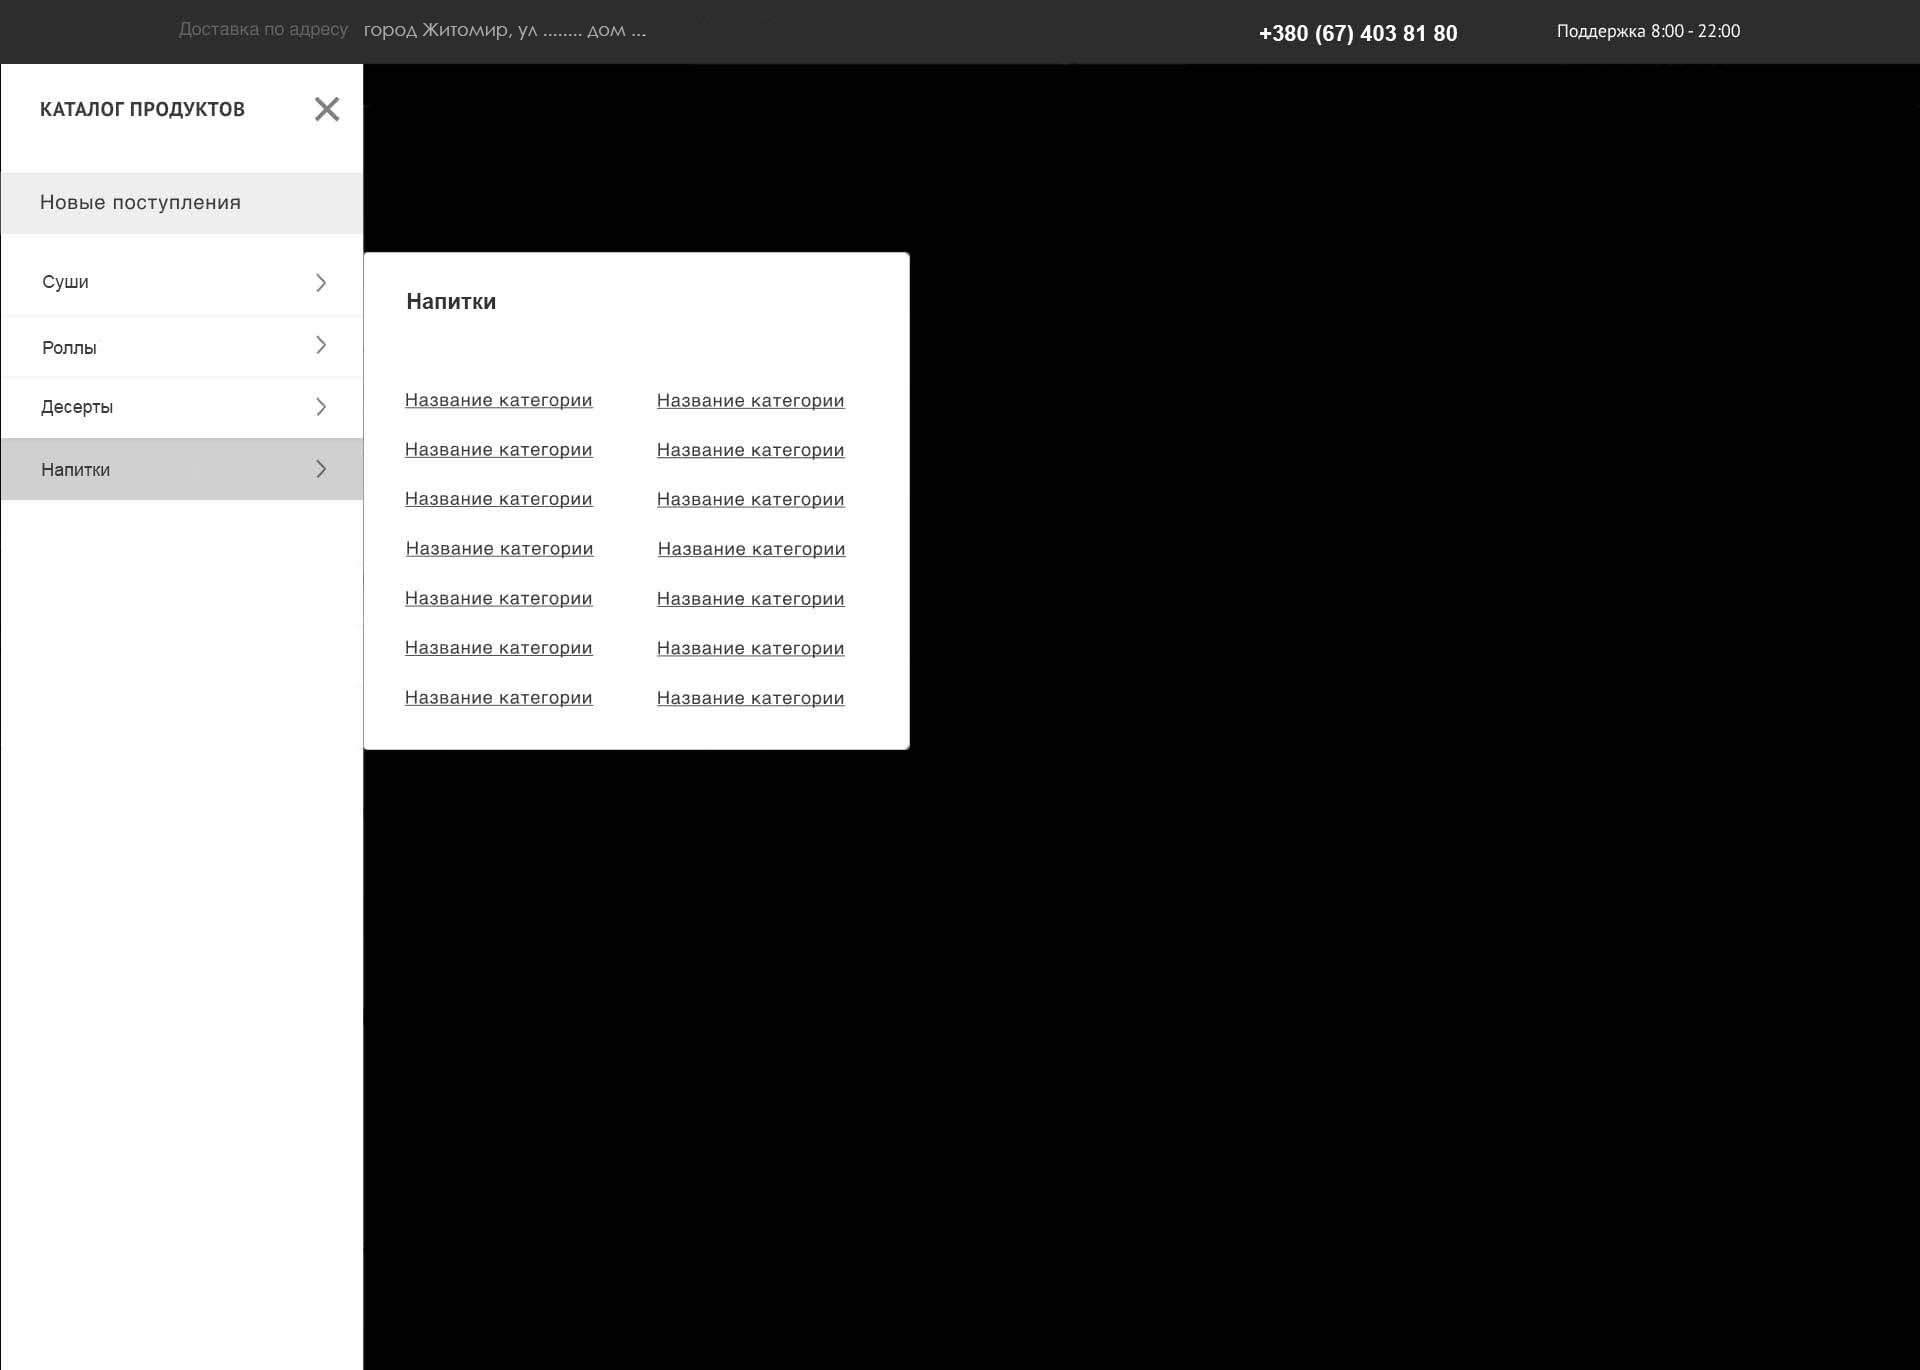 Доставка по адресу город Житомир, ул ........ дом ...
+380 (67) 403 81 80
Поддержка 8:00 - 22:00
КАТАЛОГ ПРОДУКТОВ
Новые поступления
Суши
Роллы
Десерты
Напитки
Напитки
Название категории Название категории
Название категории Название категории
Название категории Название категории
Название категории Название категории
Название категории Название категории
Название категории Название категории
Название категории Название категории